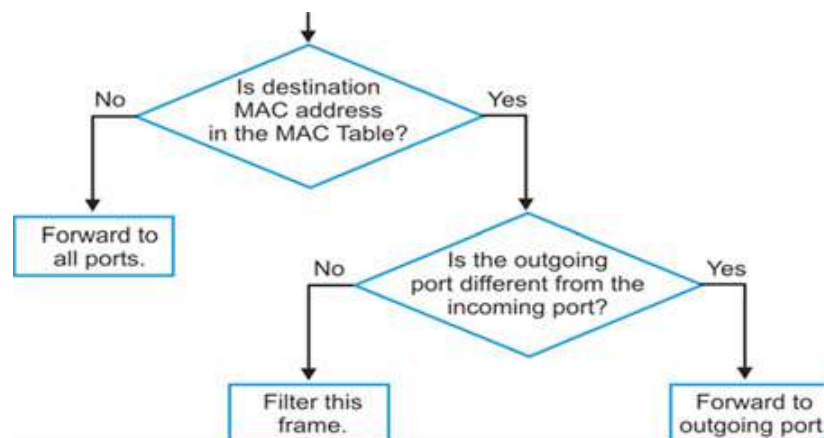 Is destination
MAC address
in the MAC Table?
No
Yes
Forward to
all ports.
Is the outgoing
port different from the
incoming port?
No
Yes
Filter this
frame.
Forward to
outgoing port